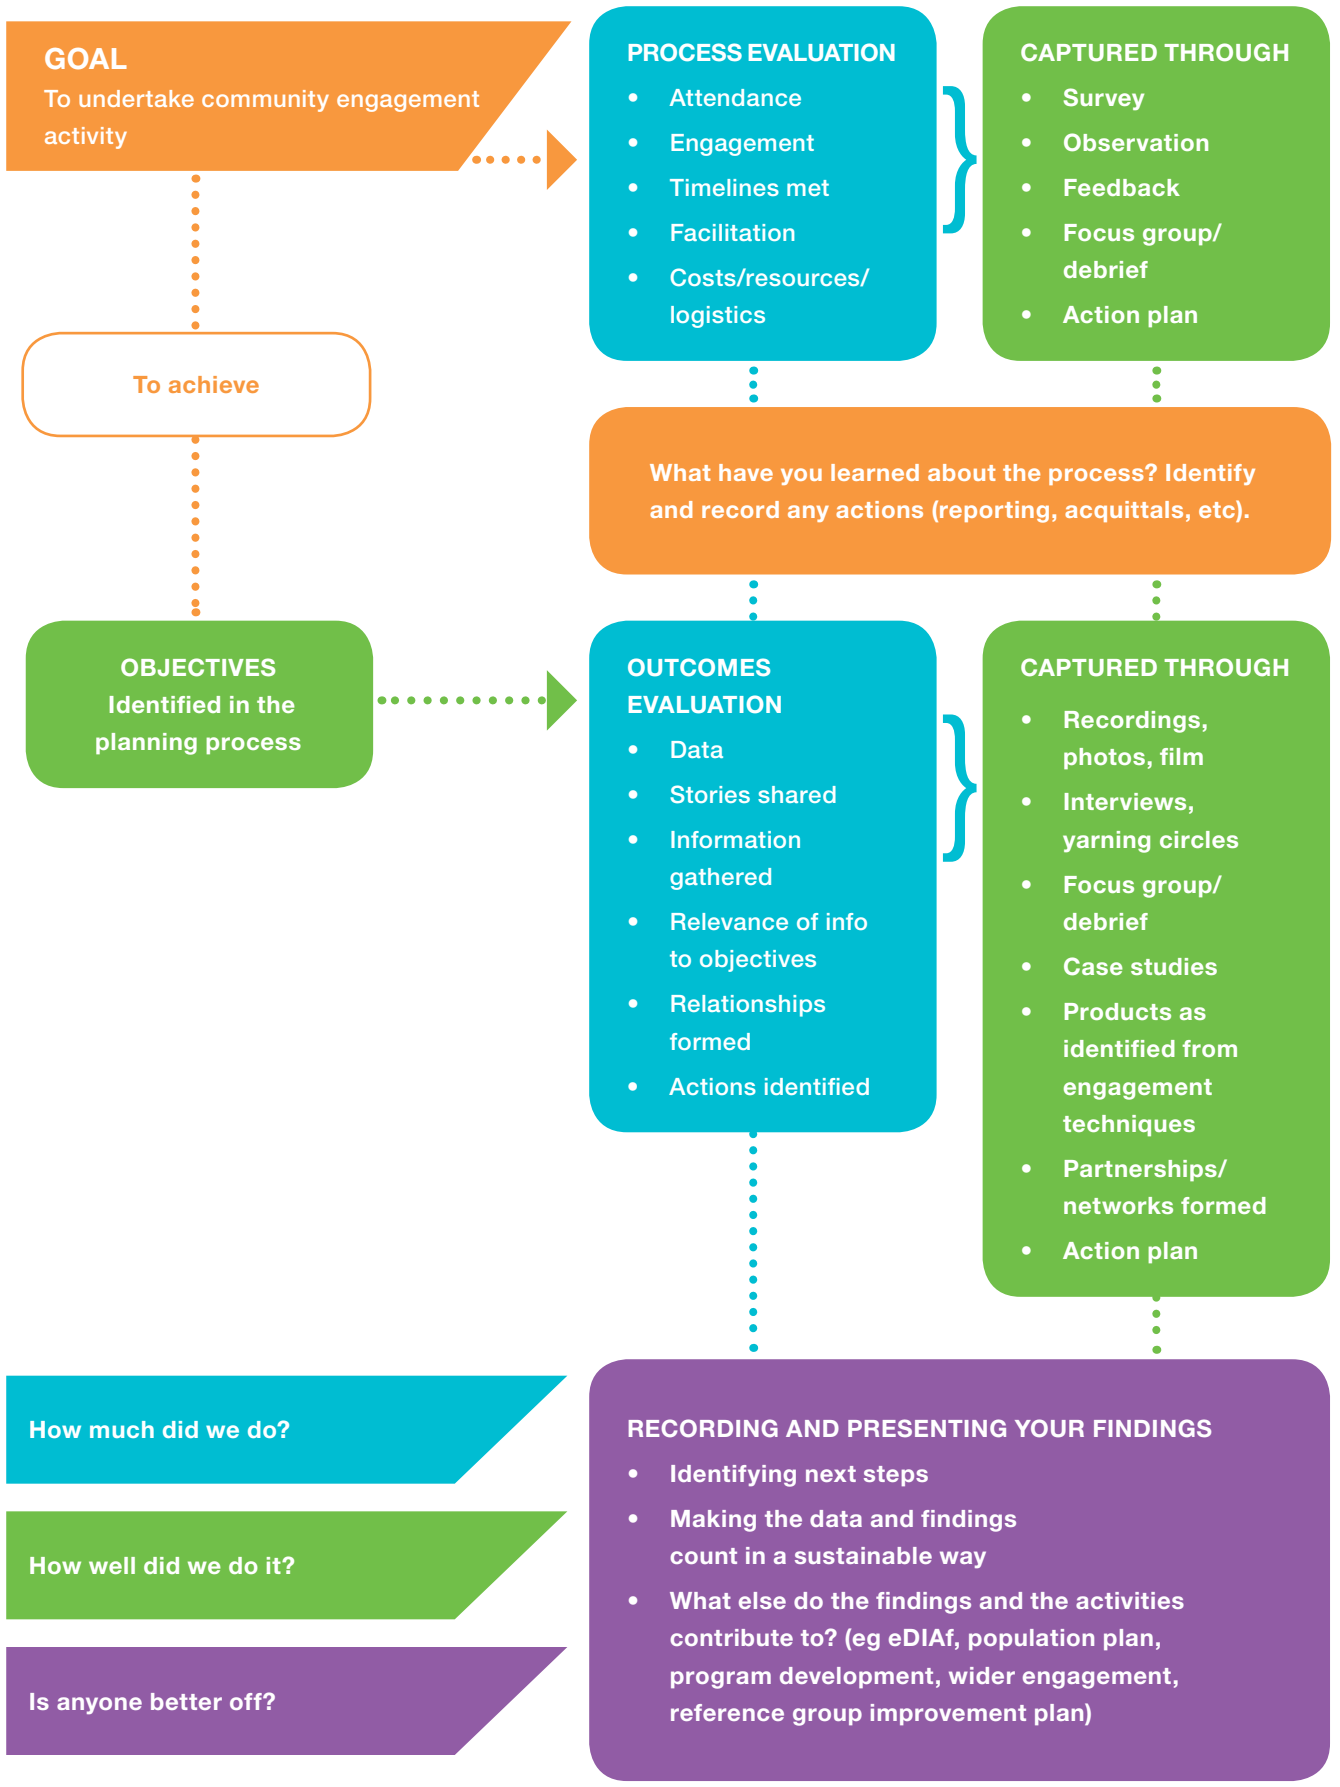 GOAL
To undertake community engagement
activity
PROCESS EVALUATION
• Attendance
• Engagement
• Timelines met
• Facilitation
• Costs/resources/
logistics
CAPTURED THROUGH
• Survey
• Observation
• Feedback
• Focus group/
debrief
• Action plan
To achieve
What have you learned about the process? Identify
and record any actions (reporting, acquittals, etc).
OBJECTIVES
Identified in the
planning process
OUTCOMES
EVALUATION
• Data
• Stories shared
• Information
gathered
• Relevance of info
to objectives
• Relationships
formed
• Actions identified
CAPTURED THROUGH
• Recordings,
photos, film
• Interviews,
yarning circles
• Focus group/
debrief
• Case studies
• Products as
identified from
engagement
techniques
• Partnerships/
networks formed
• Action plan
How much did we do?
How well did we do it?
Is anyone better off?
RECORDING AND PRESENTING YOUR FINDINGS
• Identifying next steps
• Making the data and findings
count in a sustainable way
• What else do the findings and the activities
contribute to? (eg eDIAf, population plan,
program development, wider engagement,
reference group improvement plan)